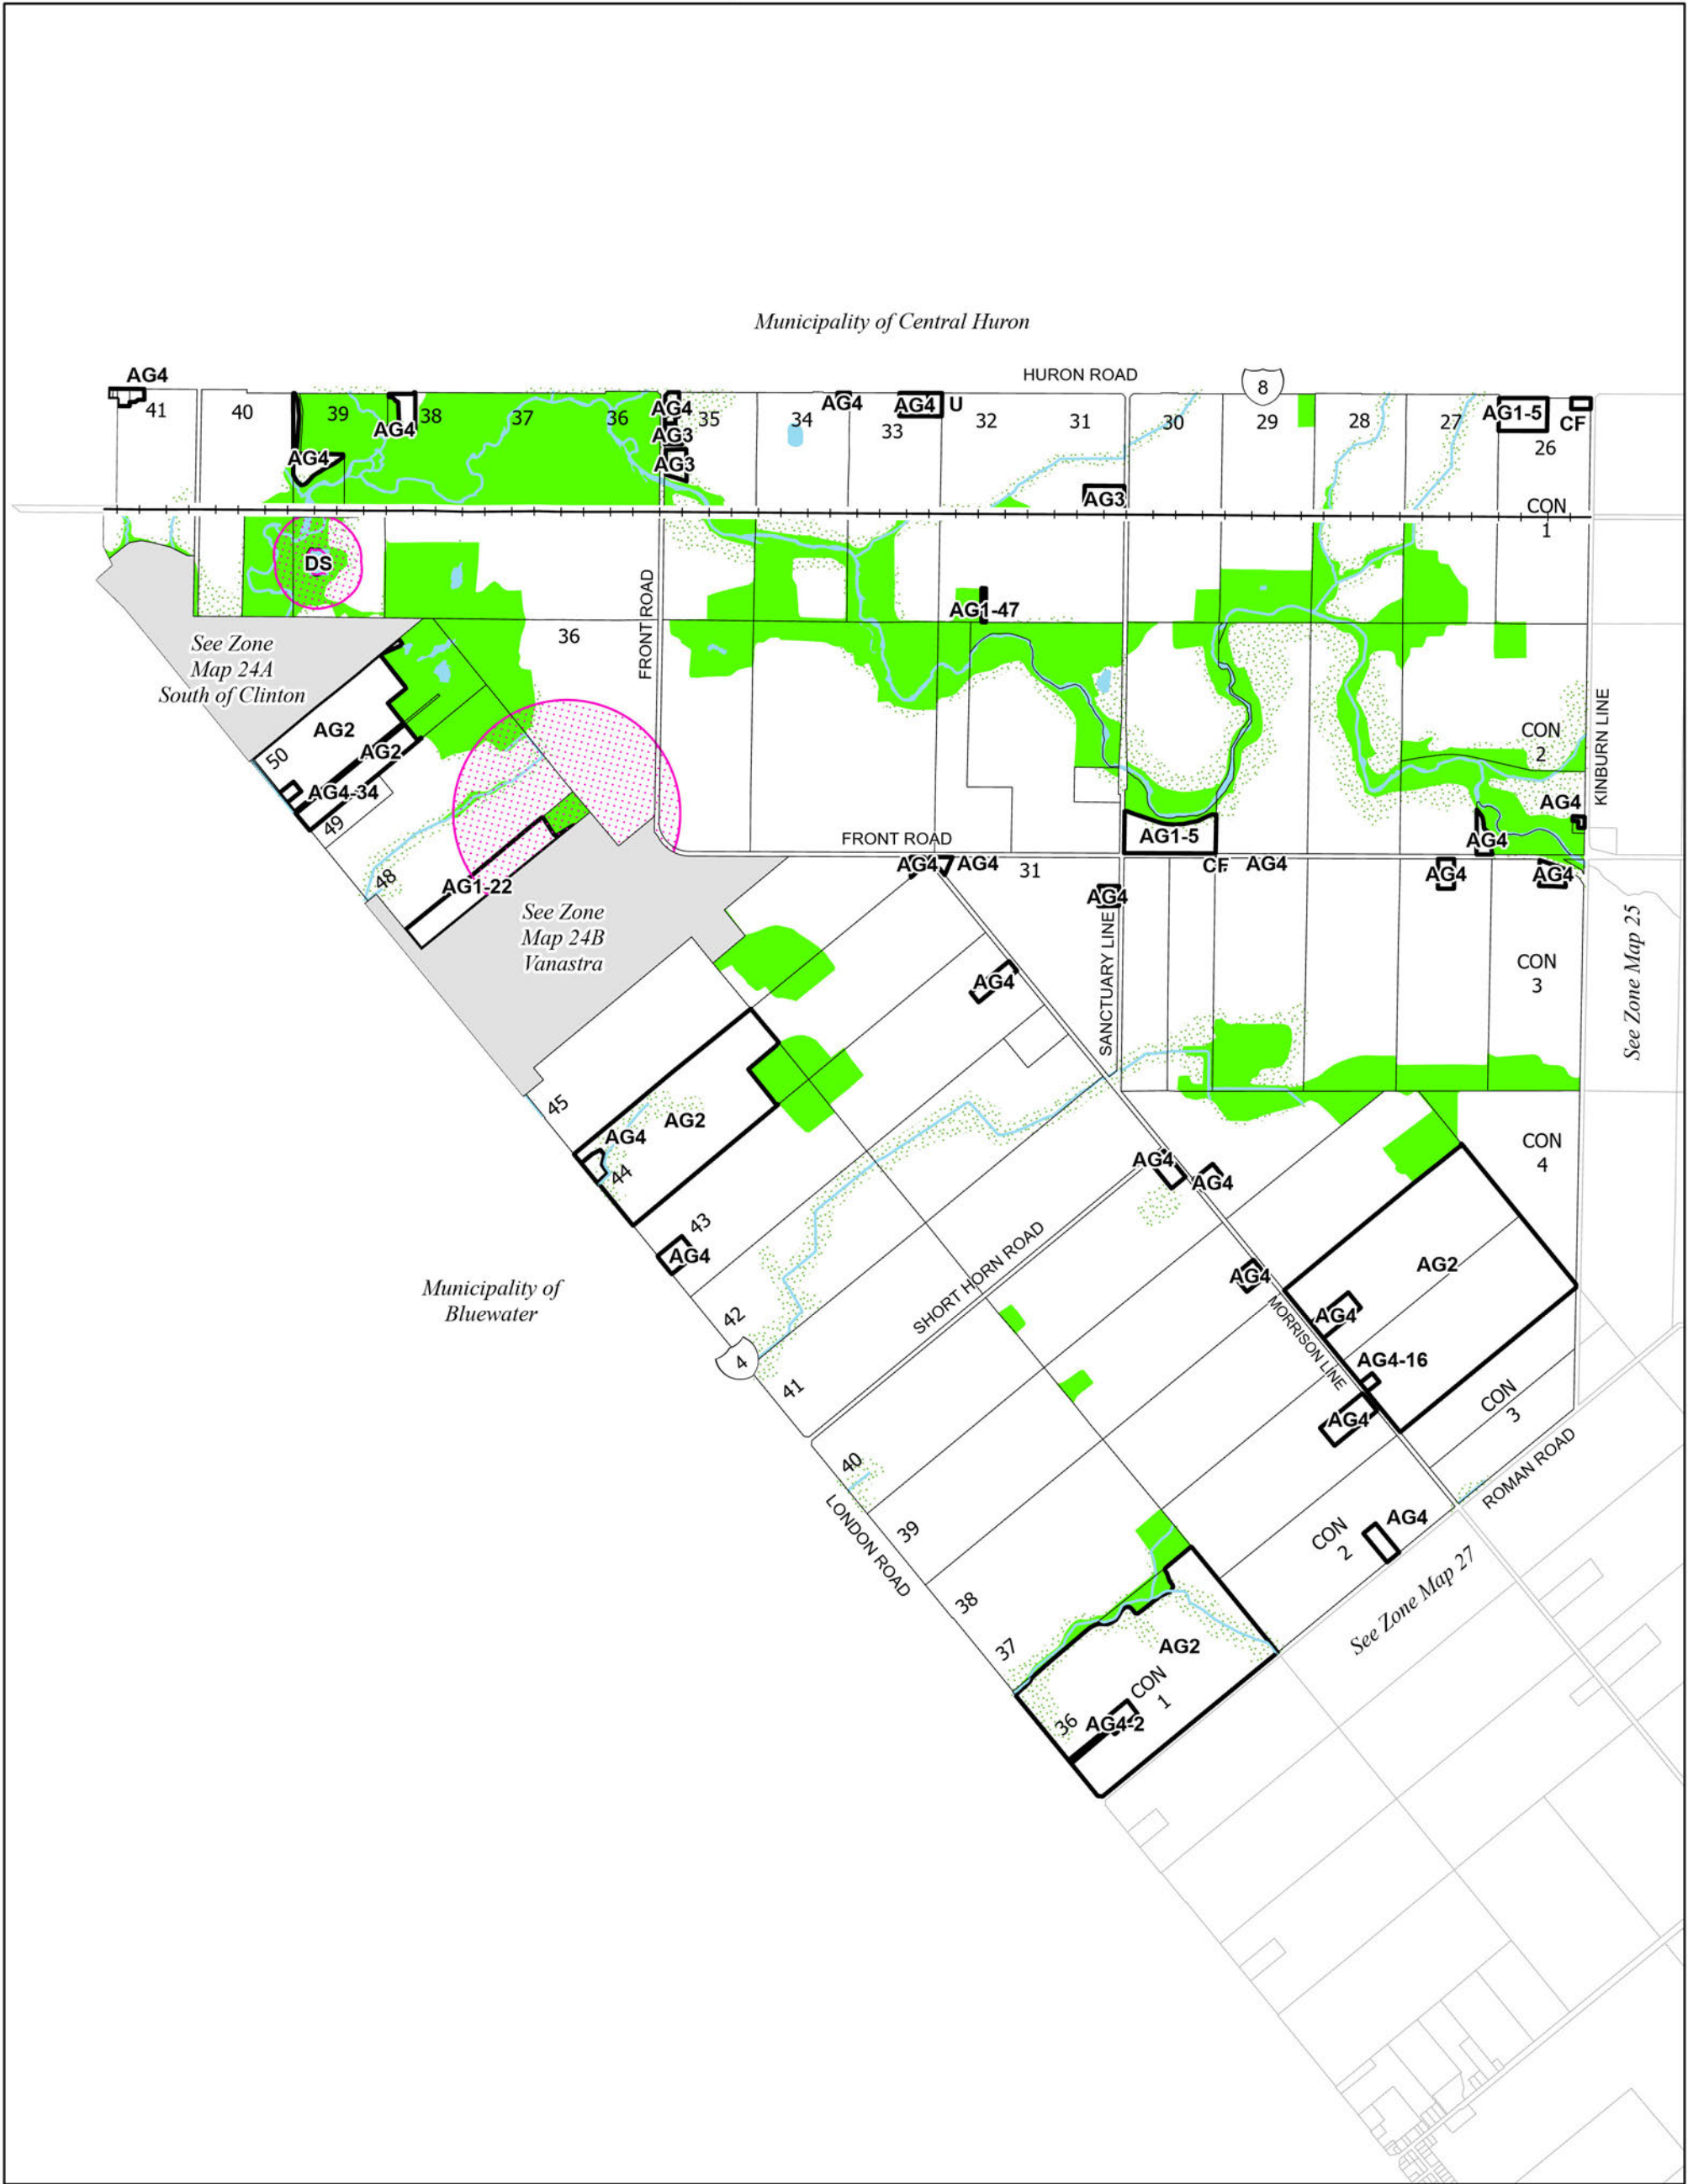 Municipality of Central Huron
HURON ROAD
8
AG4
41
40
39
38
37
36
AG4
35
34
AG4
33
AG4
U
32
31
30
29
28
27
AG1-5
26
CF
AG4
AG4
AG3
AG3
AG3
CON
1
DS
FRONT ROAD
AG1-47
36
See Zone
Map 24A
South of Clinton
AG2
50
AG2
AG4-34
49
48
AG1-22
See Zone
Map 24B
Vanastra
CON
2
KINBURN LINE
AG4
AG1-5
AG4
FRONT ROAD
AG4
AG4
31
CF
AG4
AG4
AG4
AG4
SANCTUARY LINE
AG4
CON
3
See Zone Map 25
45
AG2
AG4
44
43
AG4
AG4
AG4
CON
4
Municipality of
Bluewater
SHORT HORN ROAD
AG4
MORRISON LINE
AG2
AG4
AG4-16
AG4
42
4
41
CON
3
ROMAN ROAD
40
LONDON ROAD
39
38
37
CON
2
AG4
See Zone Map 27
AG2
CON
1
36
AG4-2